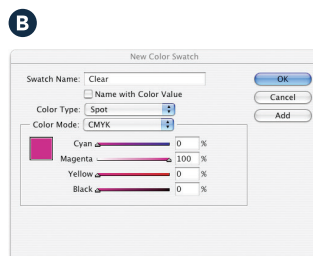 B
New Color Swatch
Swatch Name: Clear
Name with Color Value
OK
Cancel
Add
Color Type: Spot
Color Mode: CMYK
Cyan 0 %
Magenta 100 %
Yellow 0 %
Black 0 %